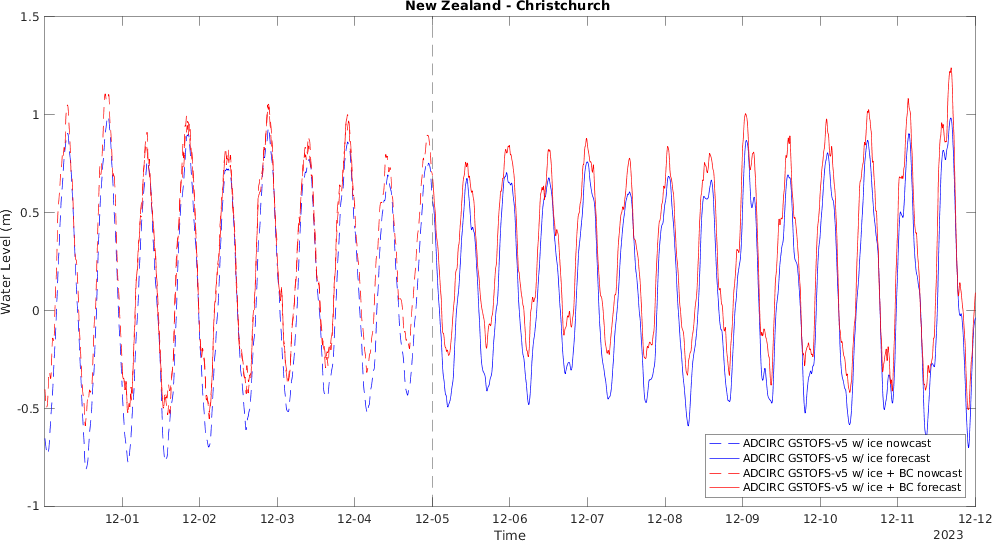 New Zealand - Christchurch
Water Level (m)
1.5
1
0.5
0
-0.5
-1
12-01 12-02 12-03 12-04 12-05 12-06 12-07 12-08 12-09 12-10 12-11 12-12
Time
2023
ADCIRC GSTOFS-v5 w/ ice nowcast
ADCIRC GSTOFS-v5 w/ ice forecast
ADCIRC GSTOFS-v5 w/ ice + BC nowcast
ADCIRC GSTOFS-v5 w/ ice + BC forecast